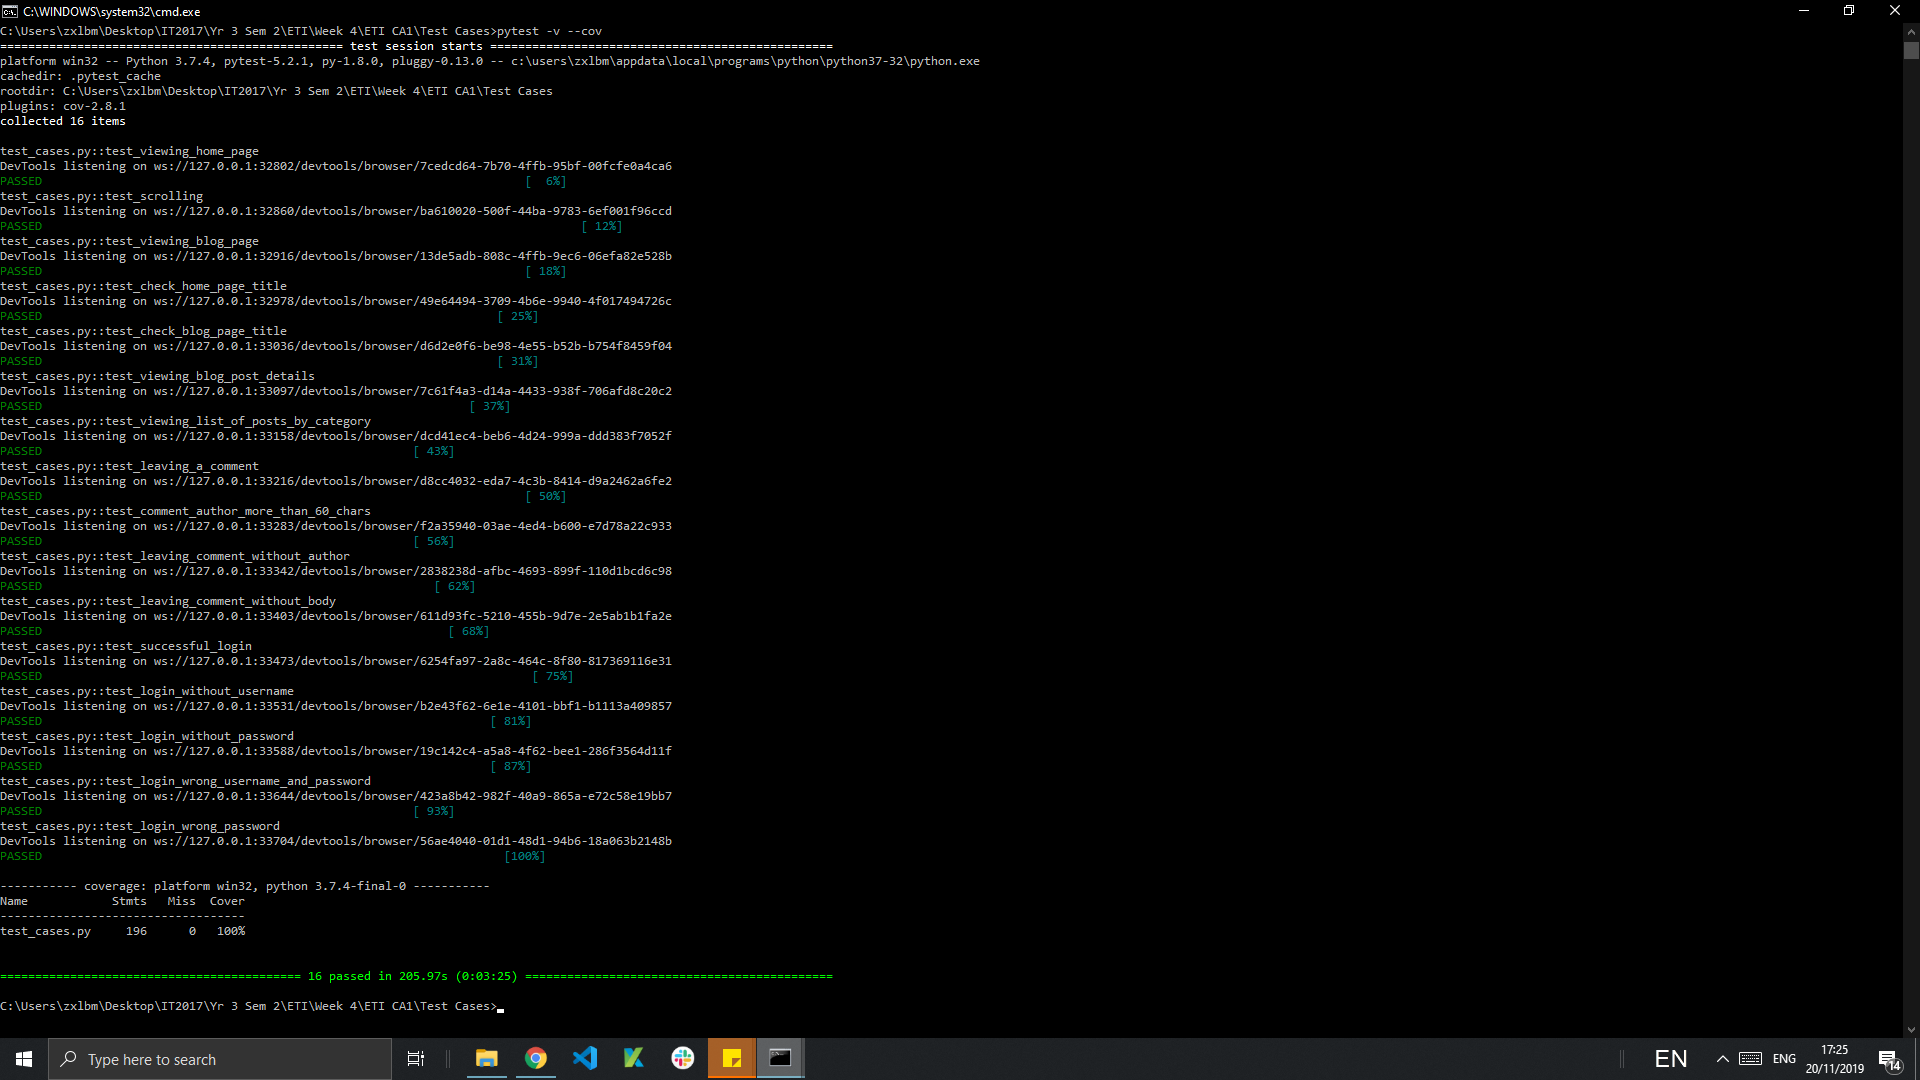 C:\WINDOWS\system32\cmd.exe
C:\Users\zxlbm\Desktop\IT2017\Yr 3 Sem 2\ETI\Week 4\ETI CA1\Test Cases>pytest -v --cov
================================================= test session starts =================================================
platform win32 -- Python 3.7.4, pytest-5.2.1, py-1.8.0, pluggy-0.13.0 -- c:\users\zxlbm\appdata\local\programs\python\python37-32\python.exe
cachedir: .pytest_cache
rootdir: C:\Users\zxlbm\Desktop\IT2017\Yr 3 Sem 2\ETI\Week 4\ETI CA1\Test Cases
plugins: cov-2.8.1
collected 16 items
test_cases.py::test_viewing_home_page
DevTools listening on ws://127.0.0.1:32802/devtools/browser/7cedcd64-7b70-4ffb-95bf-00fcfe0a4ca6
PASSED [  6%]
test_cases.py::test_scrolling
DevTools listening on ws://127.0.0.1:32860/devtools/browser/ba610020-500f-44ba-9783-6ef001f96ccd
PASSED [ 12%]
test_cases.py::test_viewing_blog_page
DevTools listening on ws://127.0.0.1:32916/devtools/browser/13de5adb-808c-4ffb-9ec6-06efa82e528b
PASSED [ 18%]
test_cases.py::test_check_home_page_title
DevTools listening on ws://127.0.0.1:32978/devtools/browser/49e64494-3709-4b6e-9940-4f017494726c
PASSED [ 25%]
test_cases.py::test_check_blog_page_title
DevTools listening on ws://127.0.0.1:33036/devtools/browser/d6d2e0f6-be98-4e55-b52b-b754f8459f04
PASSED [ 31%]
test_cases.py::test_viewing_blog_post_details
DevTools listening on ws://127.0.0.1:33097/devtools/browser/7c61f4a3-d14a-4433-938f-706afd8c20c2
PASSED [ 37%]
test_cases.py::test_viewing_list_of_posts_by_category
DevTools listening on ws://127.0.0.1:33158/devtools/browser/dcd41ec4-beb6-4d24-999a-ddd383f7052f
PASSED [ 43%]
test_cases.py::test_leaving_a_comment
DevTools listening on ws://127.0.0.1:33216/devtools/browser/d8cc4032-eda7-4c3b-8414-d9a2462a6fe2
PASSED [ 50%]
test_cases.py::test_comment_author_more_than_60_chars
DevTools listening on ws://127.0.0.1:33283/devtools/browser/f2a35940-03ae-4ed4-b600-e7d78a22c933
PASSED [ 56%]
test_cases.py::test_leaving_comment_without_author
DevTools listening on ws://127.0.0.1:33342/devtools/browser/2838238d-afbc-4693-899f-110d1bcd6c98
PASSED [ 62%]
test_cases.py::test_leaving_comment_without_body
DevTools listening on ws://127.0.0.1:33403/devtools/browser/611d93fc-5210-455b-9d7e-2e5ab1b1fa2e
PASSED [ 68%]
test_cases.py::test_successful_login
DevTools listening on ws://127.0.0.1:33473/devtools/browser/6254fa97-2a8c-464c-8f80-817369116e31
PASSED [ 75%]
test_cases.py::test_login_without_username
DevTools listening on ws://127.0.0.1:33531/devtools/browser/b2e43f62-6e1e-4101-bbf1-b1113a409857
PASSED [ 81%]
test_cases.py::test_login_without_password
DevTools listening on ws://127.0.0.1:33588/devtools/browser/19c142c4-a5a8-4f62-bee1-286f3564d11f
PASSED [ 87%]
test_cases.py::test_login_wrong_username_and_password
DevTools listening on ws://127.0.0.1:33644/devtools/browser/423a8b42-982f-40a9-865a-e72c58e19bb7
PASSED [ 93%]
test_cases.py::test_login_wrong_password
DevTools listening on ws://127.0.0.1:33704/devtools/browser/56ae4040-01d1-48d1-94b6-18a063b2148b
PASSED [100%]
----------- coverage: platform win32, python 3.7.4-final-0 -----------
Name            Stmts   Miss  Cover
-----------------------------------
test_cases.py     196      0   100%
=========================================== 16 passed in 205.97s (0:03:25) ============================================
C:\Users\zxlbm\Desktop\IT2017\Yr 3 Sem 2\ETI\Week 4\ETI CA1\Test Cases>
Type here to search
EN
ENG
17:25
20/11/2019
14